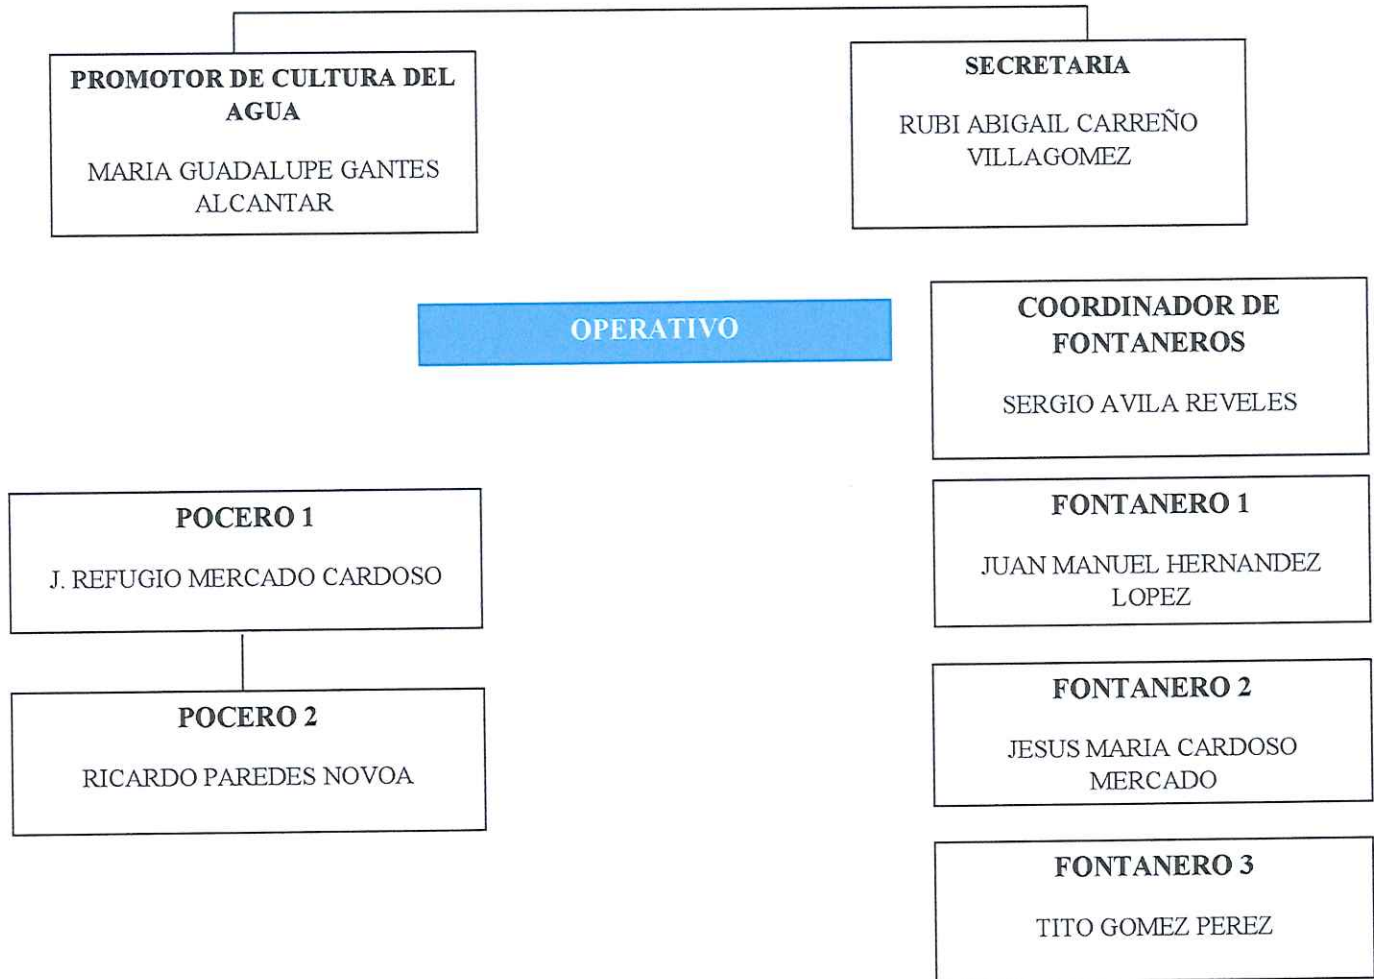 PROMOTOR DE CULTURA DEL
AGUA
MARIA GUADALUPE GANTES
ALCANTAR
SECRETARIA
RUBI ABIGAIL CARREÑO
VILLAGOMEZ
OPERATIVO
COORDINADOR DE
FONTANEROS
SERGIO AVILA REVELES
POCERO 1
J. REFUGIO MERCADO CARDOSO
POCERO 2
RICARDO PAREDES NOVOA
FONTANERO 1
JUAN MANUEL HERNANDEZ
LOPEZ
FONTANERO 2
JESUS MARIA CARDOSO
MERCADO
FONTANERO 3
TITO GOMEZ PEREZ